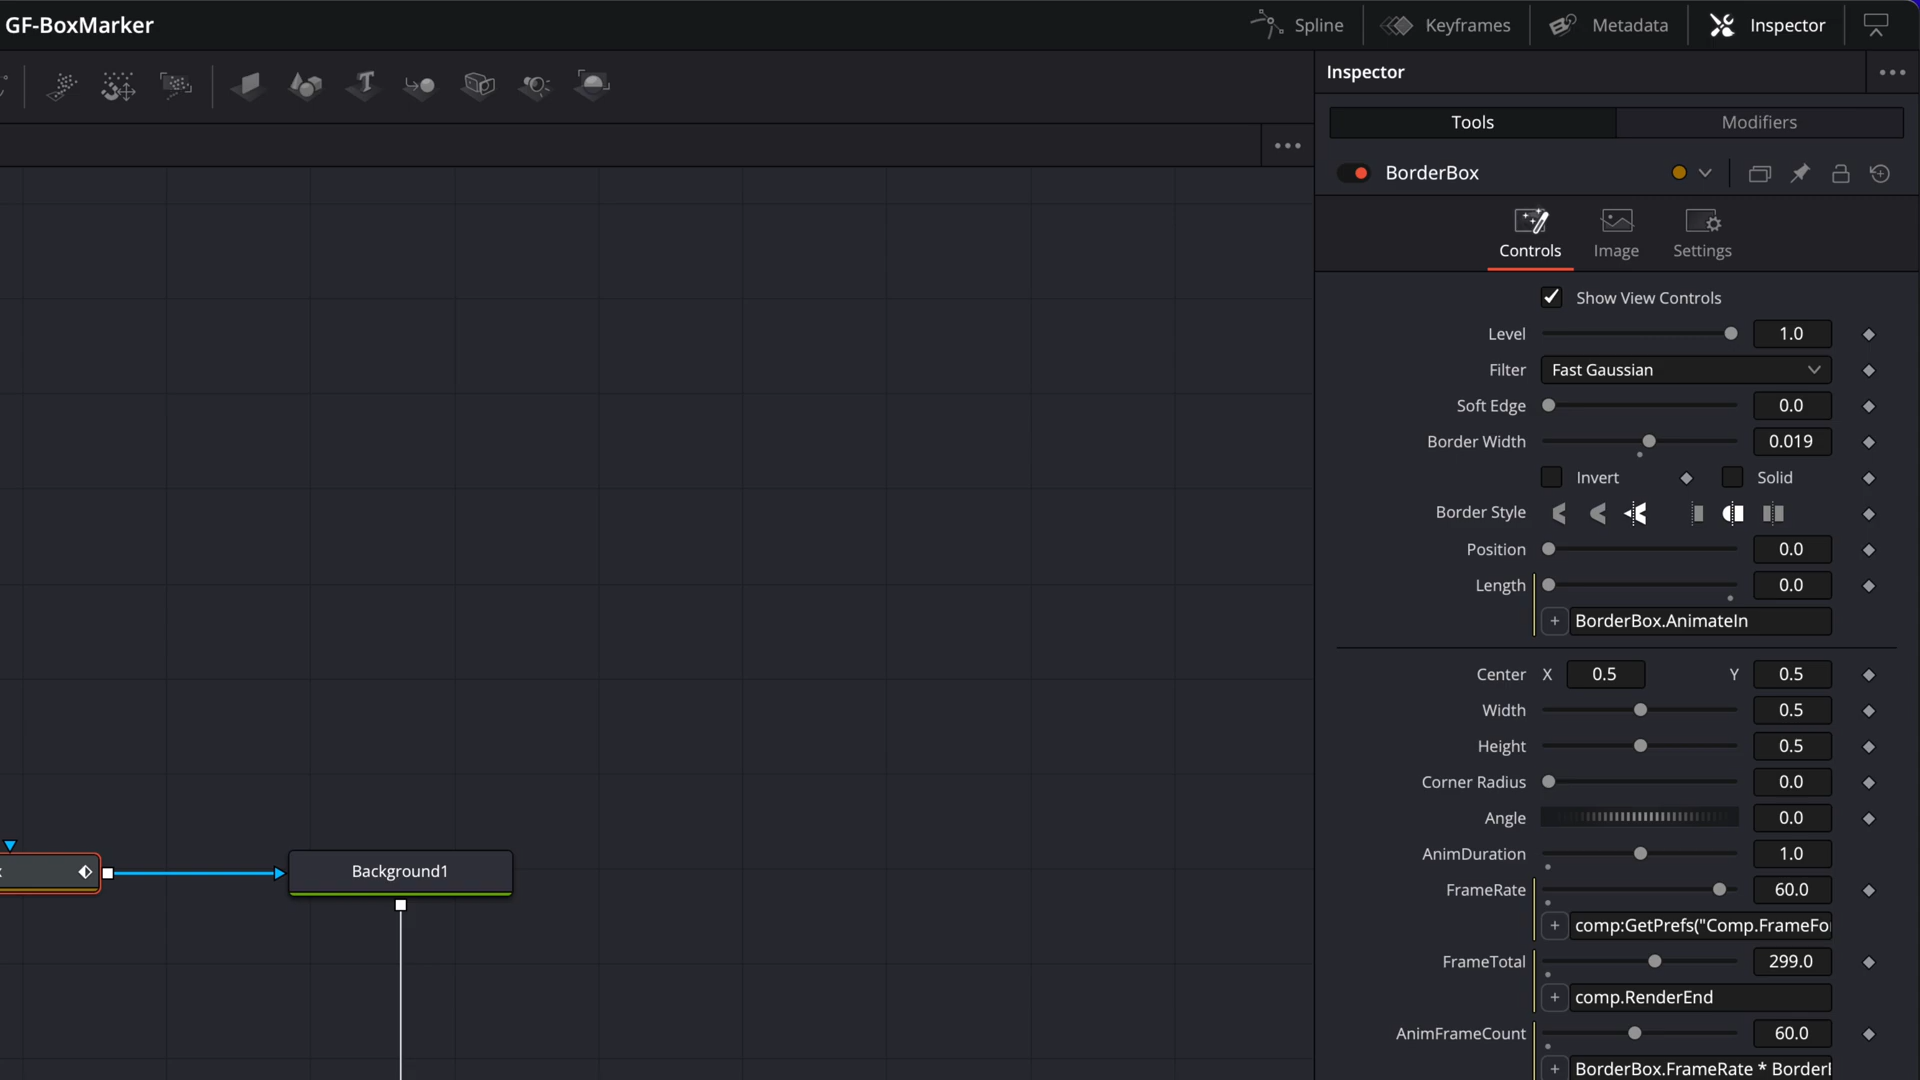 GF-BoxMarker
Spline
Keyframes
Metadata
Inspector
Inspector
Tools
Modifiers
BorderBox
Controls
Image
Settings
Show View Controls
Level 1.0
Filter Fast Gaussian
Soft Edge 0.0
Border Width 0.019
Invert Solid
Border Style
Position 0.0
Length 0.0
BorderBox.AnimateIn
Center X 0.5 Y 0.5
Width 0.5
Height 0.5
Corner Radius 0.0
Angle 0.0
AnimDuration 1.0
FrameRate 60.0
comp:GetPrefs("Comp.FrameFo
FrameTotal 299.0
comp.RenderEnd
AnimFrameCount 60.0
BorderBox.FrameRate * Border
Background1